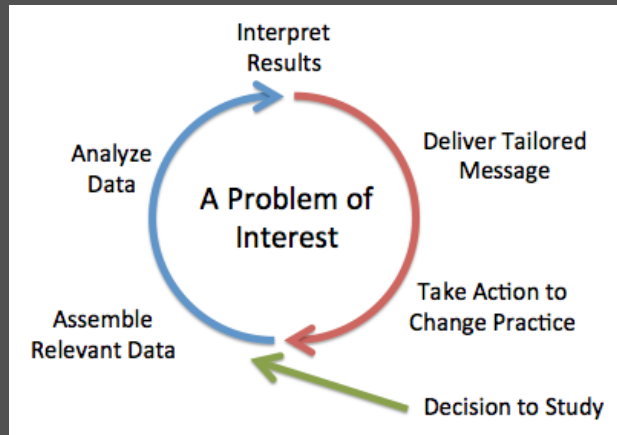 Interpret
Results
Deliver Tailored
Message
Analyze
Data
A Problem of
Interest
Take Action to
Change Practice
Assemble
Relevant Data
Decision to Study